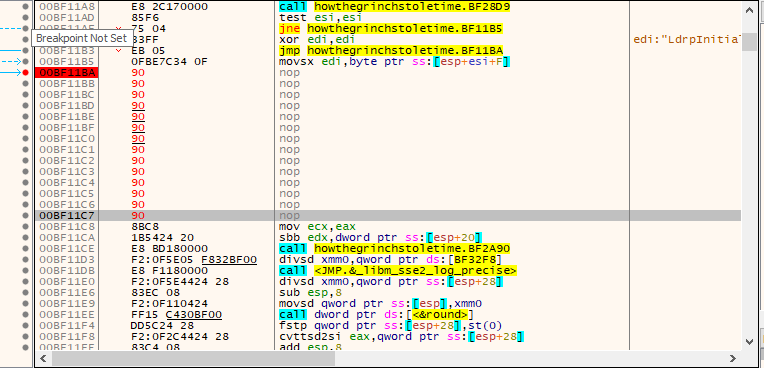 00BF11A8 E8 2C170000 call howthegrinchstoletime.BF28D9
00BF11AD 85F6 test esi,esi
75 04 jne howthegrinchstoletime.BF11B5
Breakpoint Not Set 33FF xor edi,edi edi:"LdrpInitial
00BF11B3 EB 05 jmp howthegrinchstoletime.BF11BA
00BF11B5 0FBE7C34 0F movsx edi,byte ptr ss:[esp+esi+F]
00BF11BA 90 nop
00BF11BB 90 nop
00BF11BC 90 nop
00BF11BD 90 nop
00BF11BE 90 nop
00BF11BF 90 nop
00BF11C0 90 nop
00BF11C1 90 nop
00BF11C2 90 nop
00BF11C3 90 nop
00BF11C4 90 nop
00BF11C5 90 nop
00BF11C6 90 nop
00BF11C7 90 nop
00BF11C8 8BC8 mov ecx,eax
00BF11CA 1B5424 20 sbb edx,dword ptr ss:[esp+20]
00BF11CE E8 BD180000 call howthegrinchstoletime.BF2A90
00BF11D3 F2:0F5E05 F832BF00 divsd xmm0,qword ptr ds:[BF32F8]
00BF11DB E8 F1180000 call <JMP.&_libm_sse2_log_precise>
00BF11E0 F2:0F5E4424 28 divsd xmm0,qword ptr ss:[esp+28]
00BF11E6 83EC 08 sub esp,8
00BF11E9 F2:0F110424 movsd qword ptr ss:[esp],xmm0
00BF11EE FF15 C430BF00 call dword ptr ds:[<&round>]
00BF11F4 DD5C24 28 fstp qword ptr ss:[esp+28],st(0)
00BF11F8 F2:0F2C4424 28 cvttsd2si eax,qword ptr ss:[esp+28]
00BF11FE 83C4 08 add esp,8